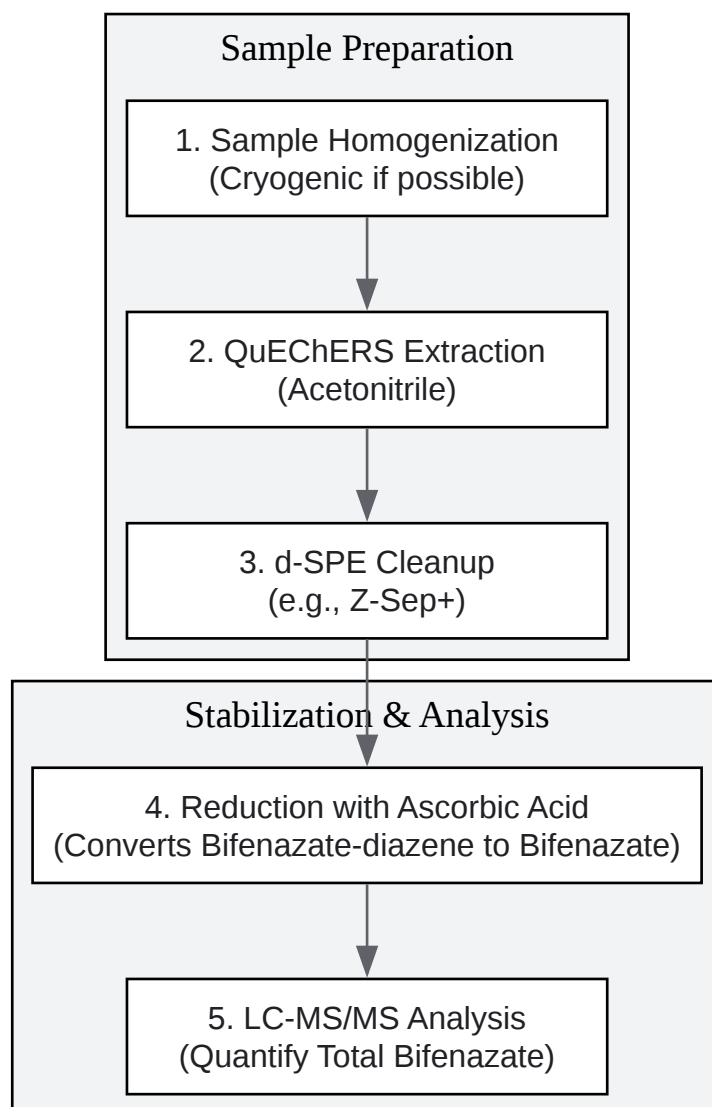 Sample Preparation
1. Sample Homogenization
(Cryogenic if possible)
2. QuEChERS Extraction
(Acetonitrile)
3. d-SPE Cleanup
(e.g., Z-Sep+)
Stabilization & Analysis
4. Reduction with Ascorbic Acid
(Converts Bifenazate-diazene to Bifenazate)
5. LC-MS/MS Analysis
(Quantify Total Bifenazate)